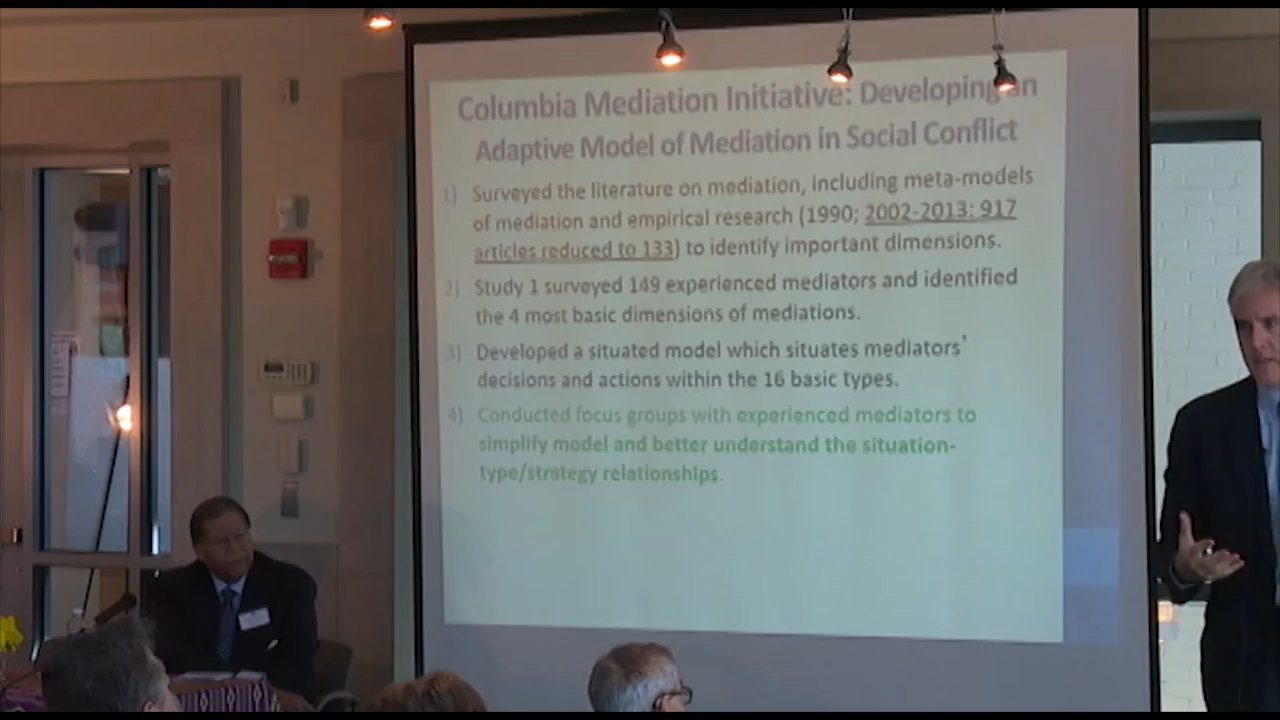 Columbia Mediation Initiative: Developing an
Adaptive Model of Mediation in Social Conflict
1) Surveyed the literature on mediation, including meta-models
of mediation and empirical research (1990; 2002-2013: 917
articles reduced to 133) to identify important dimensions.
2) Study 1 surveyed 149 experienced mediators and identified
the 4 most basic dimensions of mediations.
3) Developed a situated model which situates mediators'
decisions and actions within the 16 basic types.
4) Conducted focus groups with experienced mediators to
simplify model and better understand the situation-
type/strategy relationships.